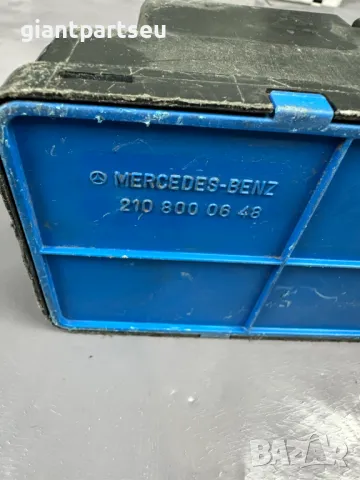 giantpartseu
MERCEDES-BENZ
210 800 06 48
BAZAR